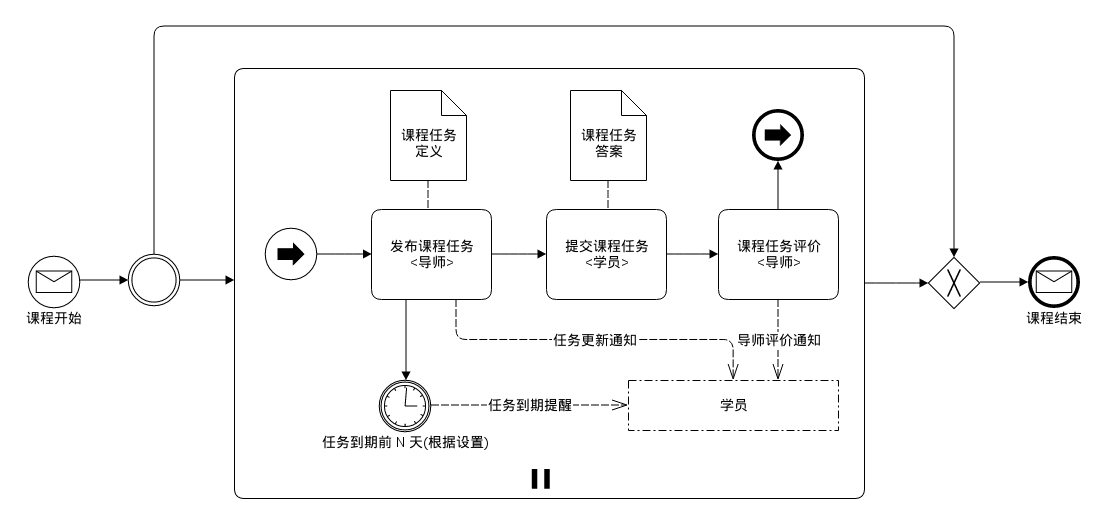 课程任务
定义
课程任务
答案
发布课程任务
<导师>
提交课程任务
<学员>
课程任务评价
<导师>
课程开始
课程结束
任务更新通知
导师评价通知
任务到期提醒
学员
任务到期前 N 天(根据设置)